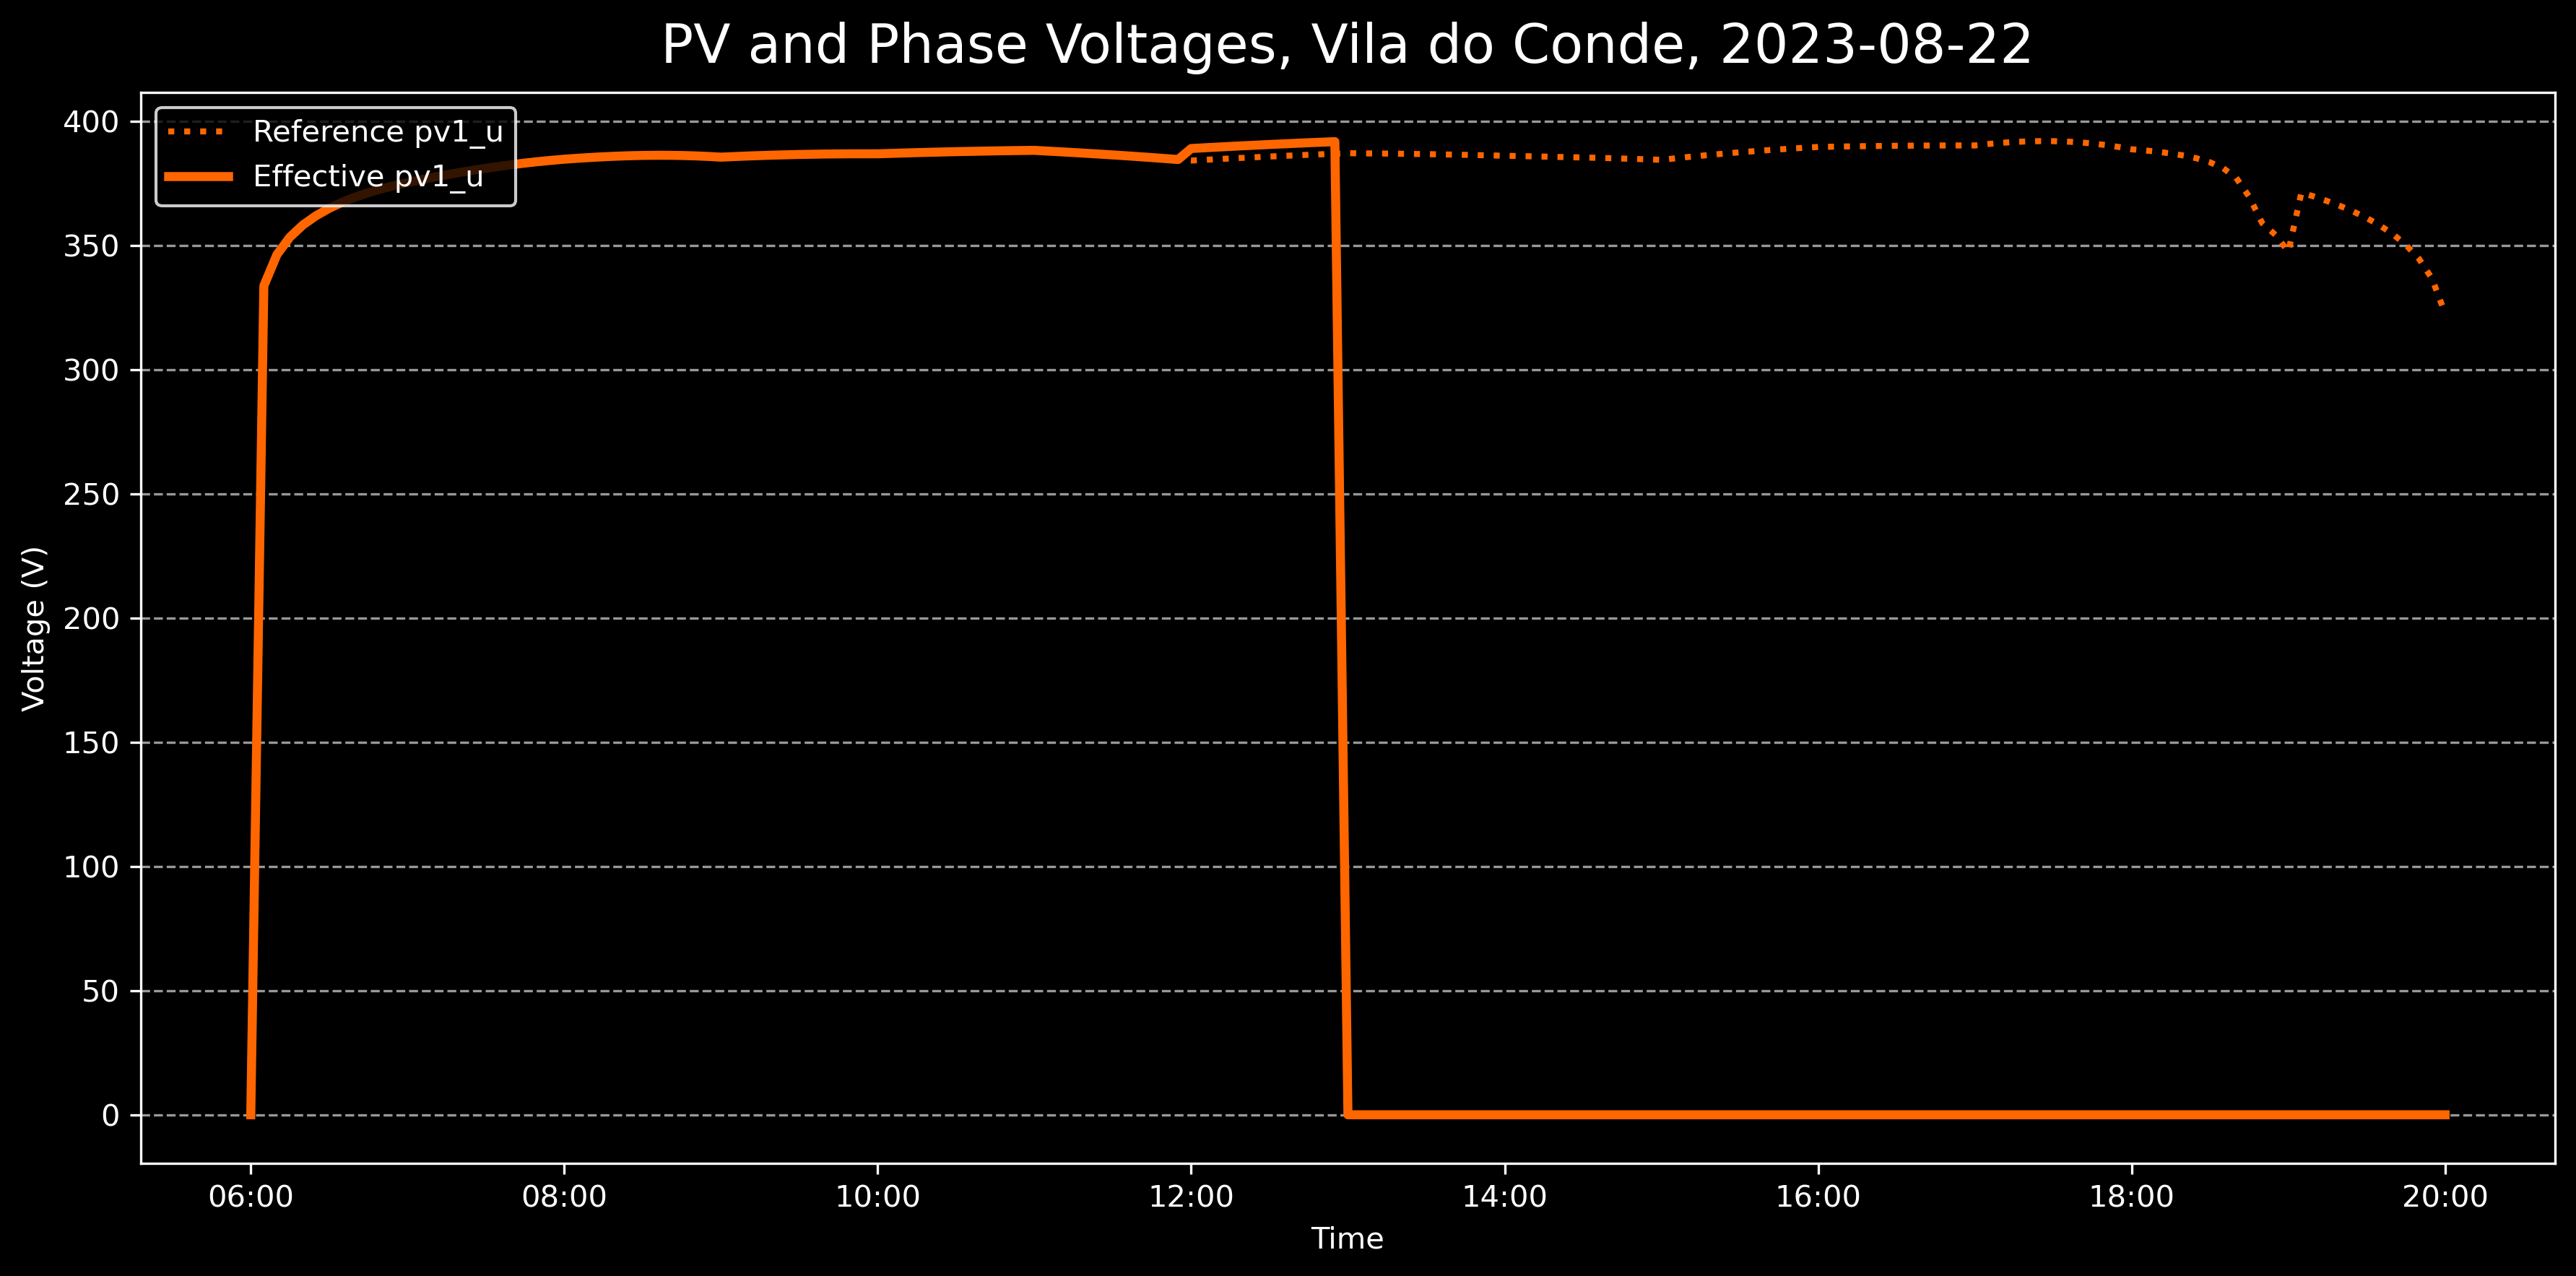 PV and Phase Voltages, Vila do Conde, 2023-08-22
Reference pv1_u
Effective pv1_u
400
350
300
250
200
150
100
50
0
Voltage (V)
06:00 08:00 10:00 12:00 14:00 16:00 18:00 20:00
Time